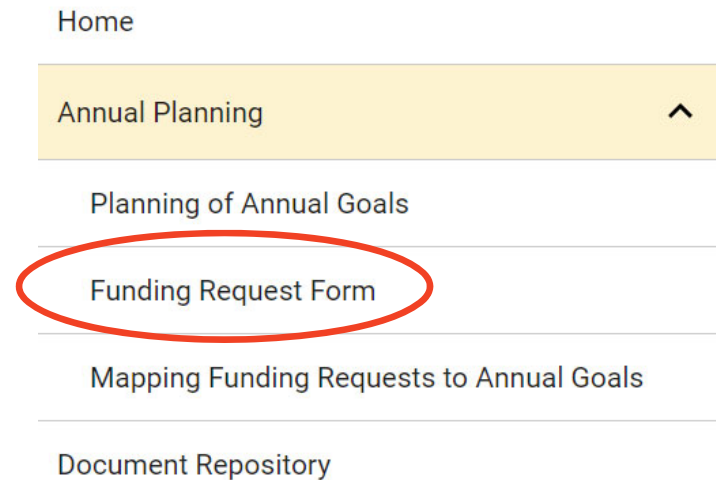 Home
Annual Planning
Planning of Annual Goals
Funding Request Form
Mapping Funding Requests to Annual Goals
Document Repository